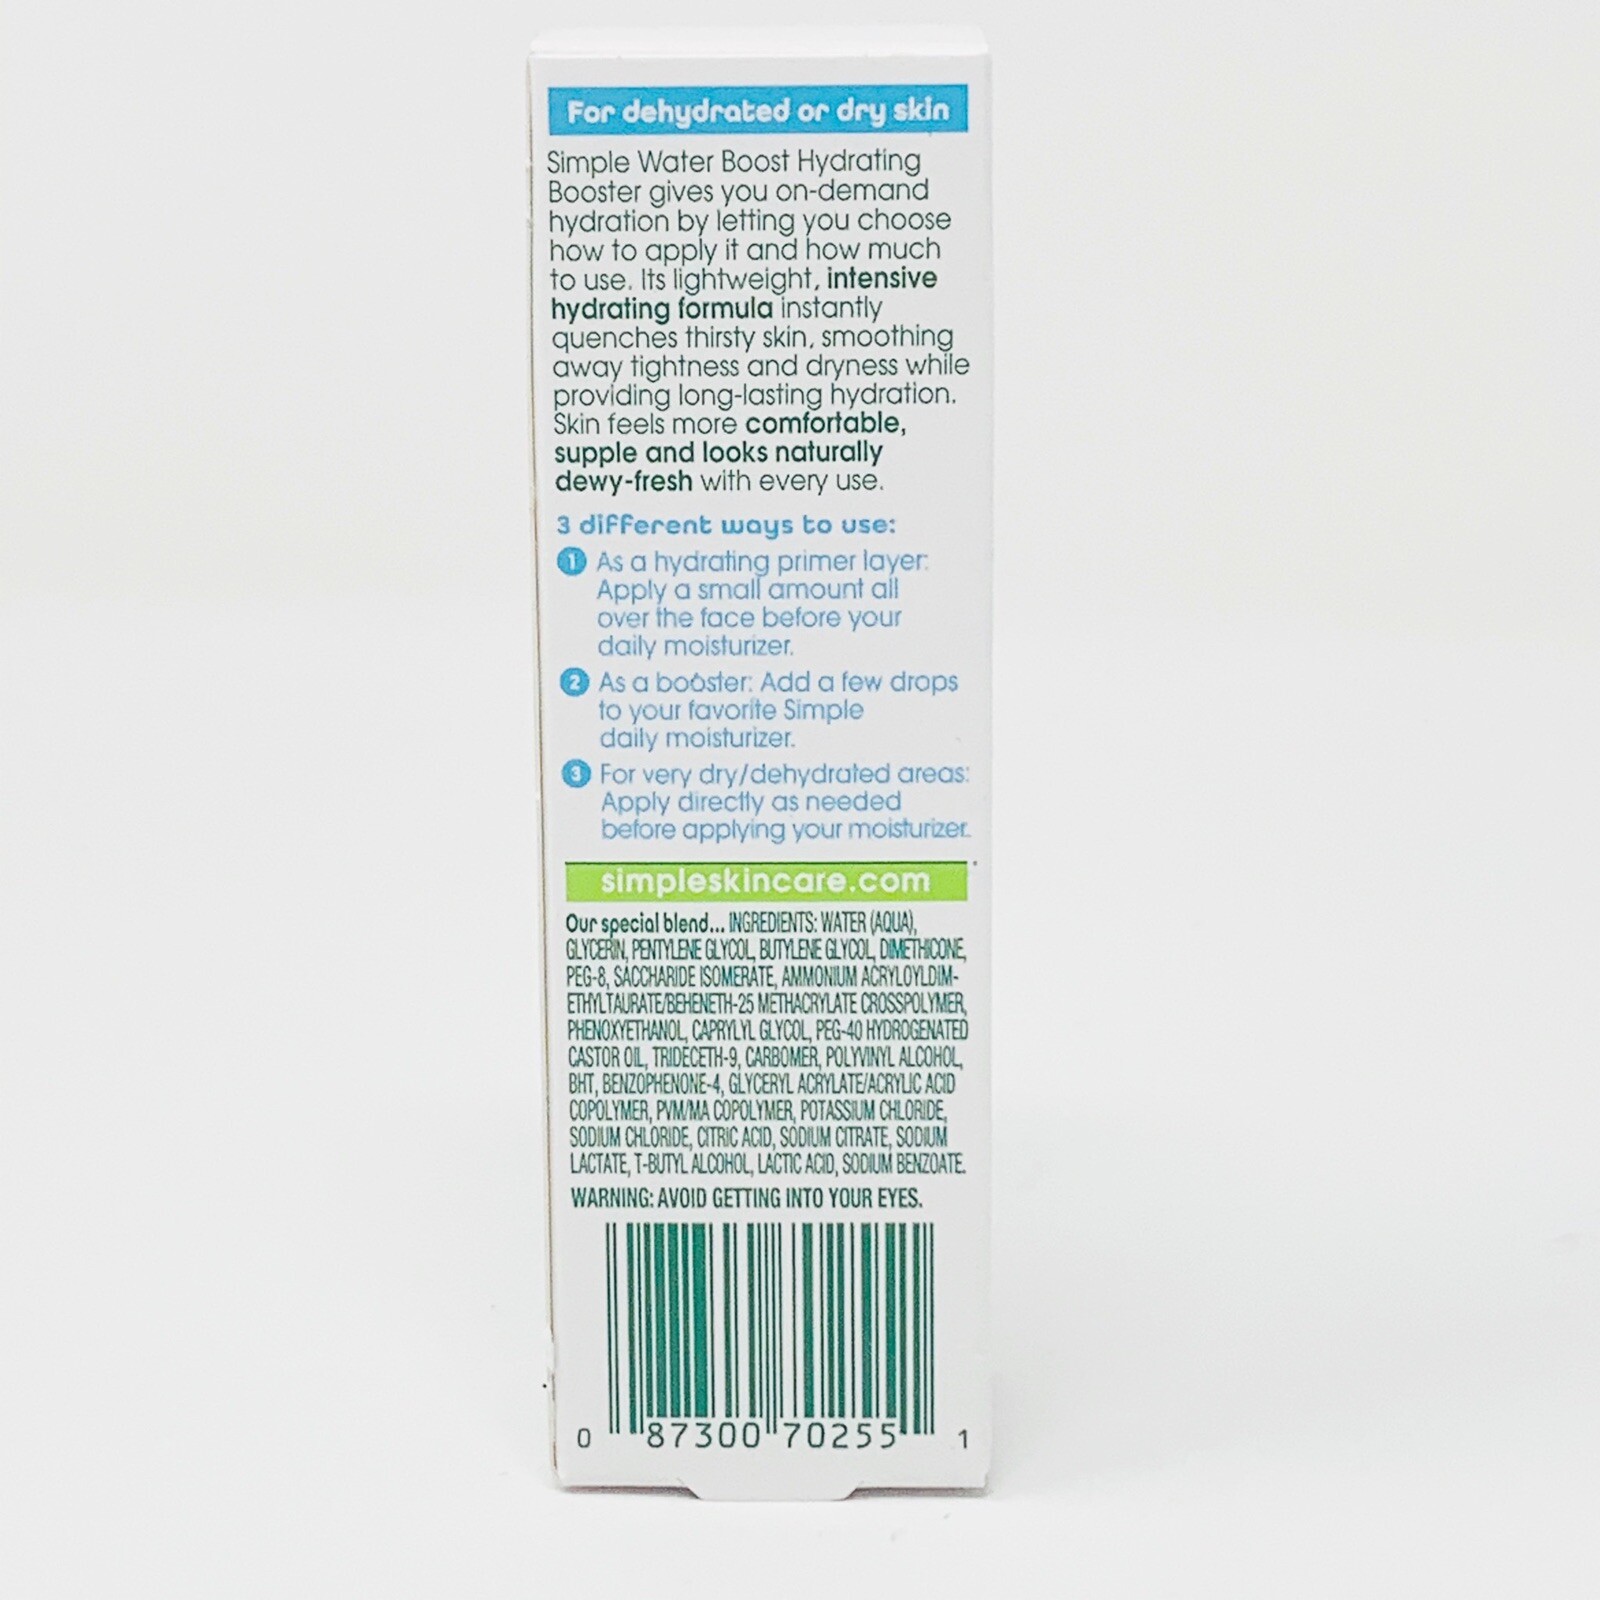 For dehydrated or dry skin
Simple Water Boost Hydrating
Booster gives you on-demand
hydration by letting you choose
how to apply it and how much
to use. Its lightweight, intensive
hydrating formula instantly
quenches thirsty skin, smoothing
away tightness and dryness while
providing long-lasting hydration.
Skin feels more comfortable,
supple and looks naturally
dewy-fresh with every use.
3 different ways to use:
1 As a hydrating primer layer:
Apply a small amount all
over the face before your
daily moisturizer.
2 As a booster: Add a few drops
to your favorite Simple
daily moisturizer.
3 For very dry/dehydrated areas:
Apply directly as needed
before applying your moisturizer.
simpleskincare.com
Our special blend... INGREDIENTS: WATER (AQUA),
GLYCERIN, PENTYLENE GLYCOL, BUTYLENE GLYCOL, DIMETHICONE,
PEG-8, SACCHARIDE ISOMERATE, AMMONIUM ACRYLOYLDIM-
ETHYLTAURATE/BEHENETH-25 METHACRYLATE CROSSPOLYMER,
PHENOXYETHANOL, CAPRYLYL GLYCOL, PEG-40 HYDROGENATED
CASTOR OIL, TRIDECETH-9, CARBOMER, POLYVINYL ALCOHOL,
BHT, BENZOPHENONE-4, GLYCERYL ACRYLATE/ACRYLIC ACID
COPOLYMER, PVM/MA COPOLYMER, POTASSIUM CHLORIDE,
SODIUM CHLORIDE, CITRIC ACID, SODIUM CITRATE, SODIUM
LACTATE, T-BUTYL ALCOHOL, LACTIC ACID, SODIUM BENZOATE.
WARNING: AVOID GETTING INTO YOUR EYES.
0 87300 70255 1